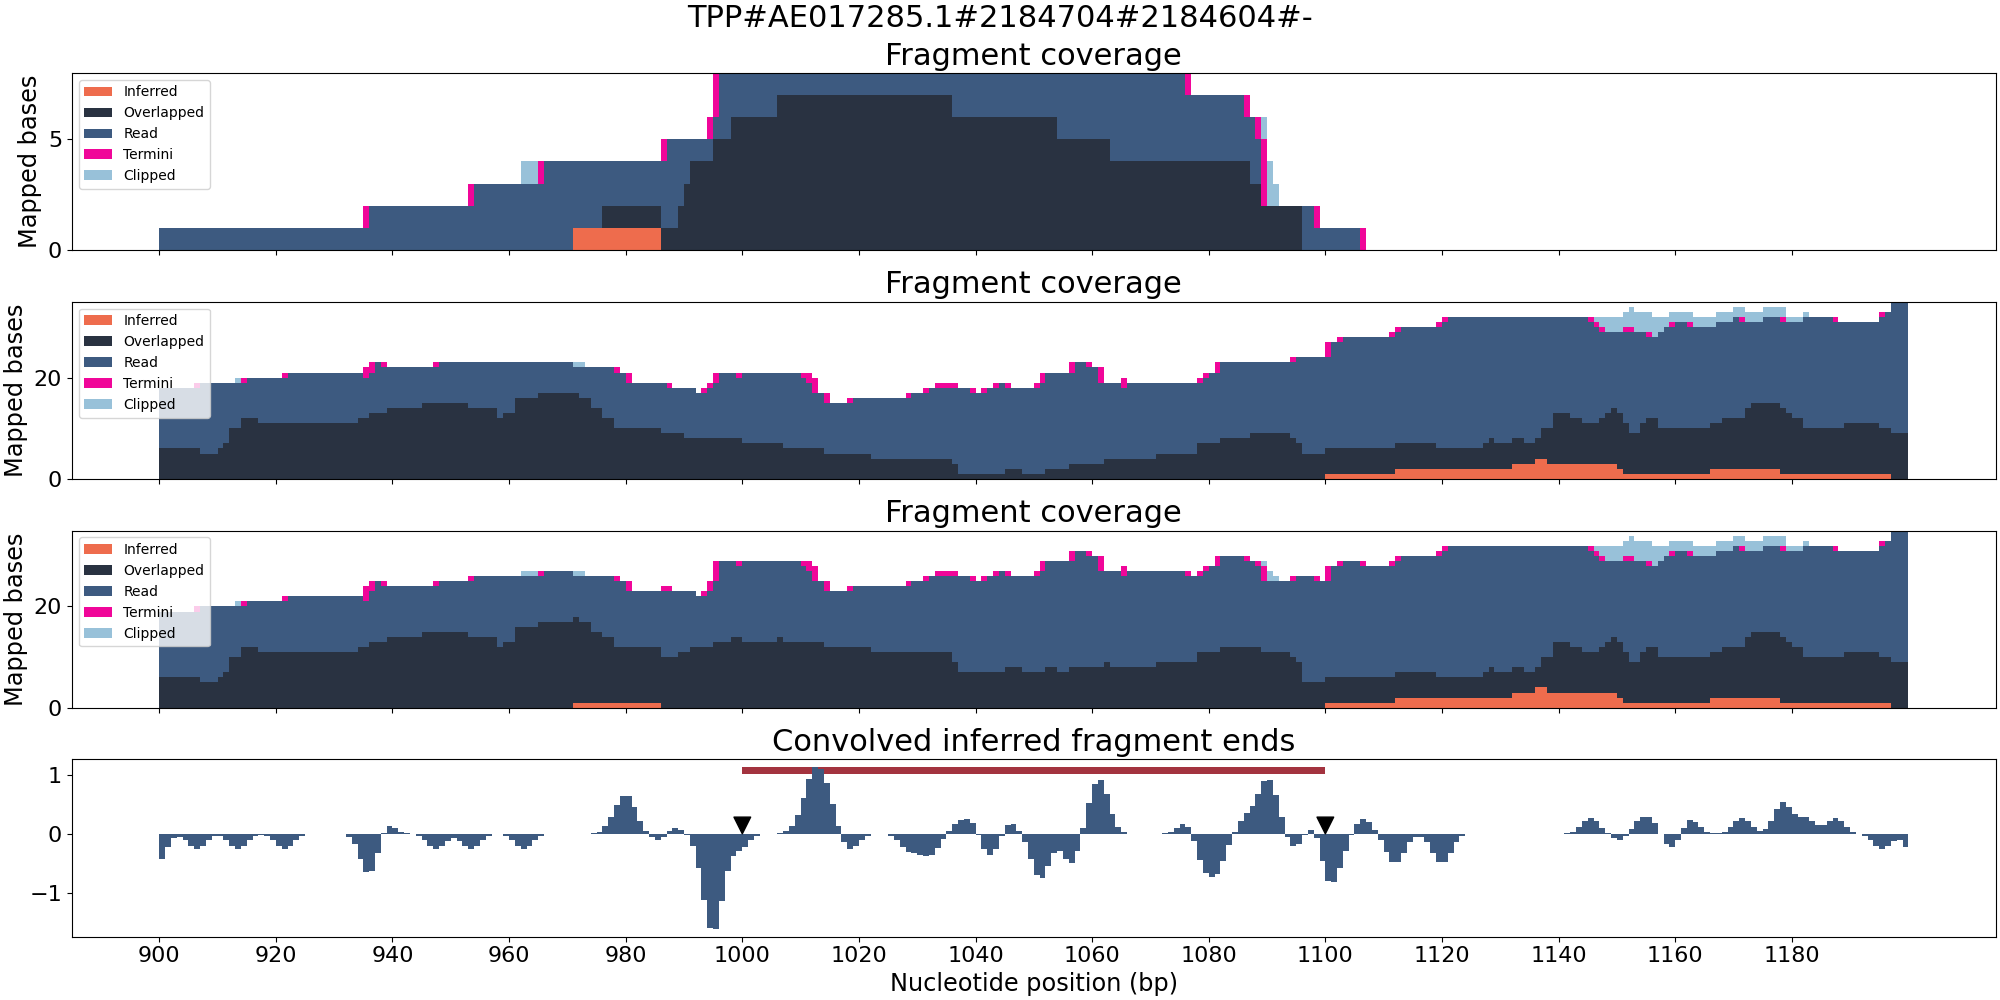 TPP#AE017285.1#2184704#2184604#-
Fragment coverage
Mapped bases
5
0
Inferred
Overlapped
Read
Termini
Clipped
Fragment coverage
Mapped bases
20
0
Inferred
Overlapped
Read
Termini
Clipped
Fragment coverage
Mapped bases
20
0
Inferred
Overlapped
Read
Termini
Clipped
Convolved inferred fragment ends
1
0
−1
900 920 940 960 980 1000 1020 1040 1060 1080 1100 1120 1140 1160 1180
Nucleotide position (bp)